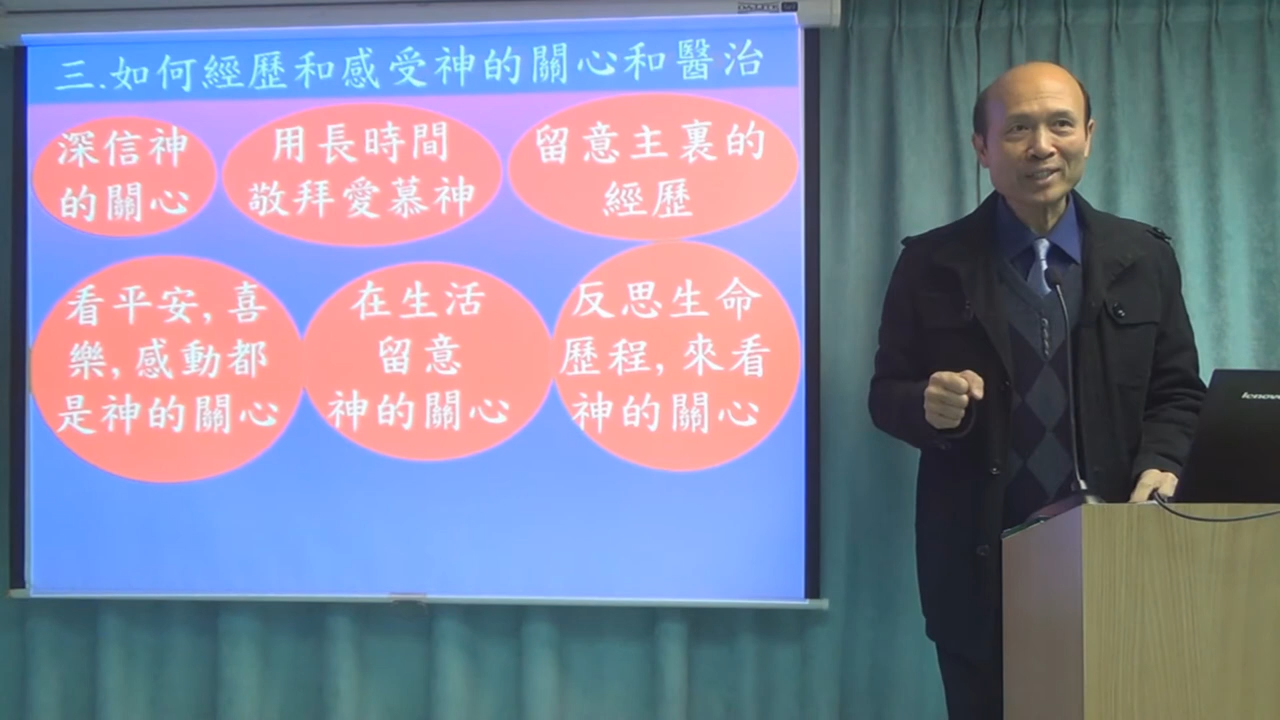 三.如何經歷和感受神的關心和醫治
深信神
的關心
用長時間
敬拜愛慕神
留意主裏的
經歷
看平安,喜
樂,感動都
是神的關心
在生活
留意
神的關心
反思生命
歷程,來看
神的關心
lenovo